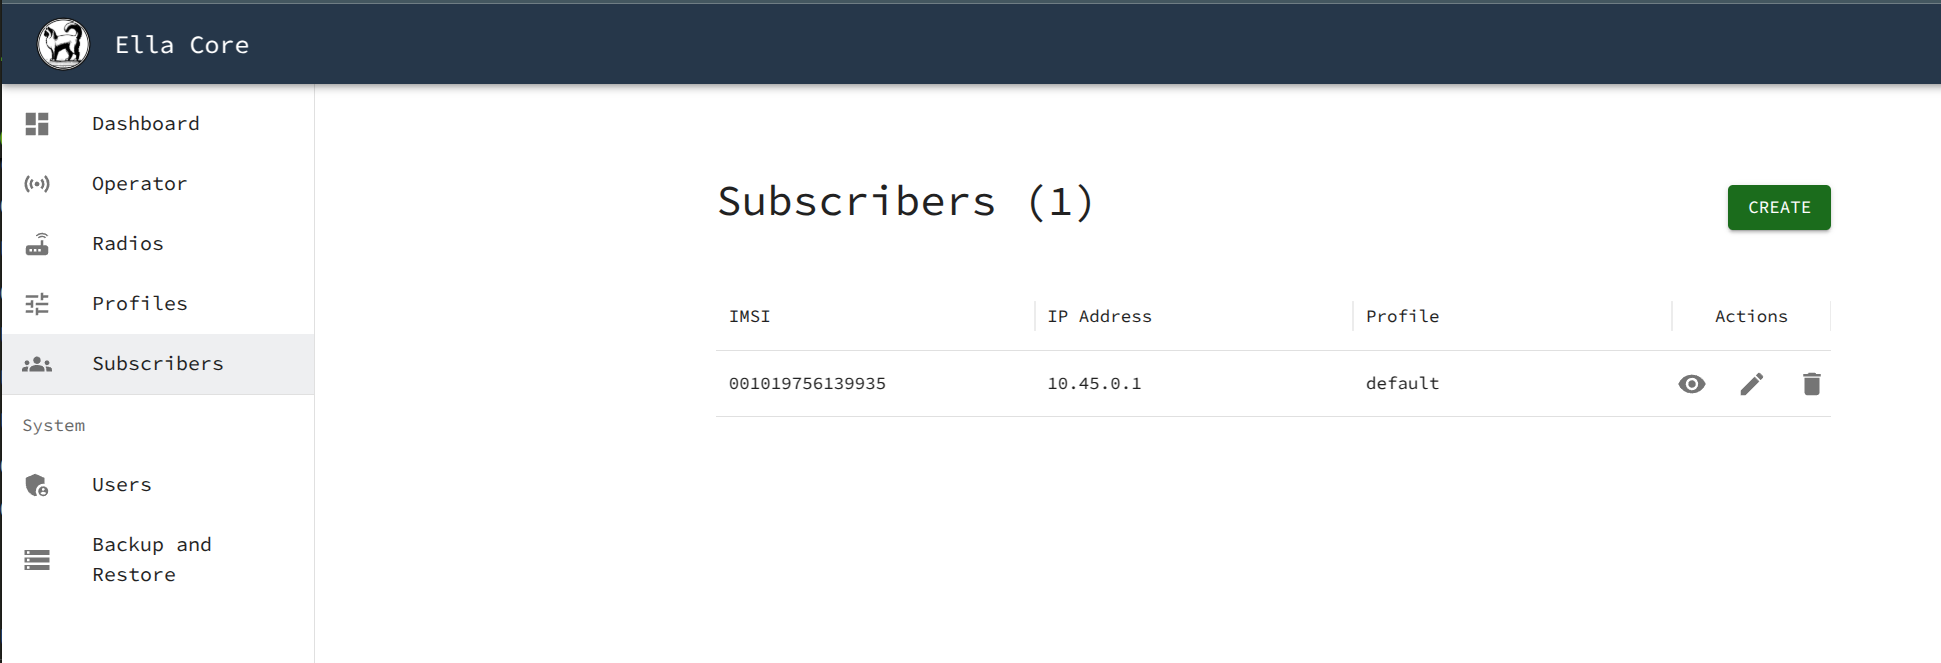 Ella Core
Dashboard
Operator
Radios
Profiles
Subscribers
System
Users
Backup and
Restore
Subscribers (1)
CREATE
IMSI IP Address Profile Actions
001019756139935 10.45.0.1 default